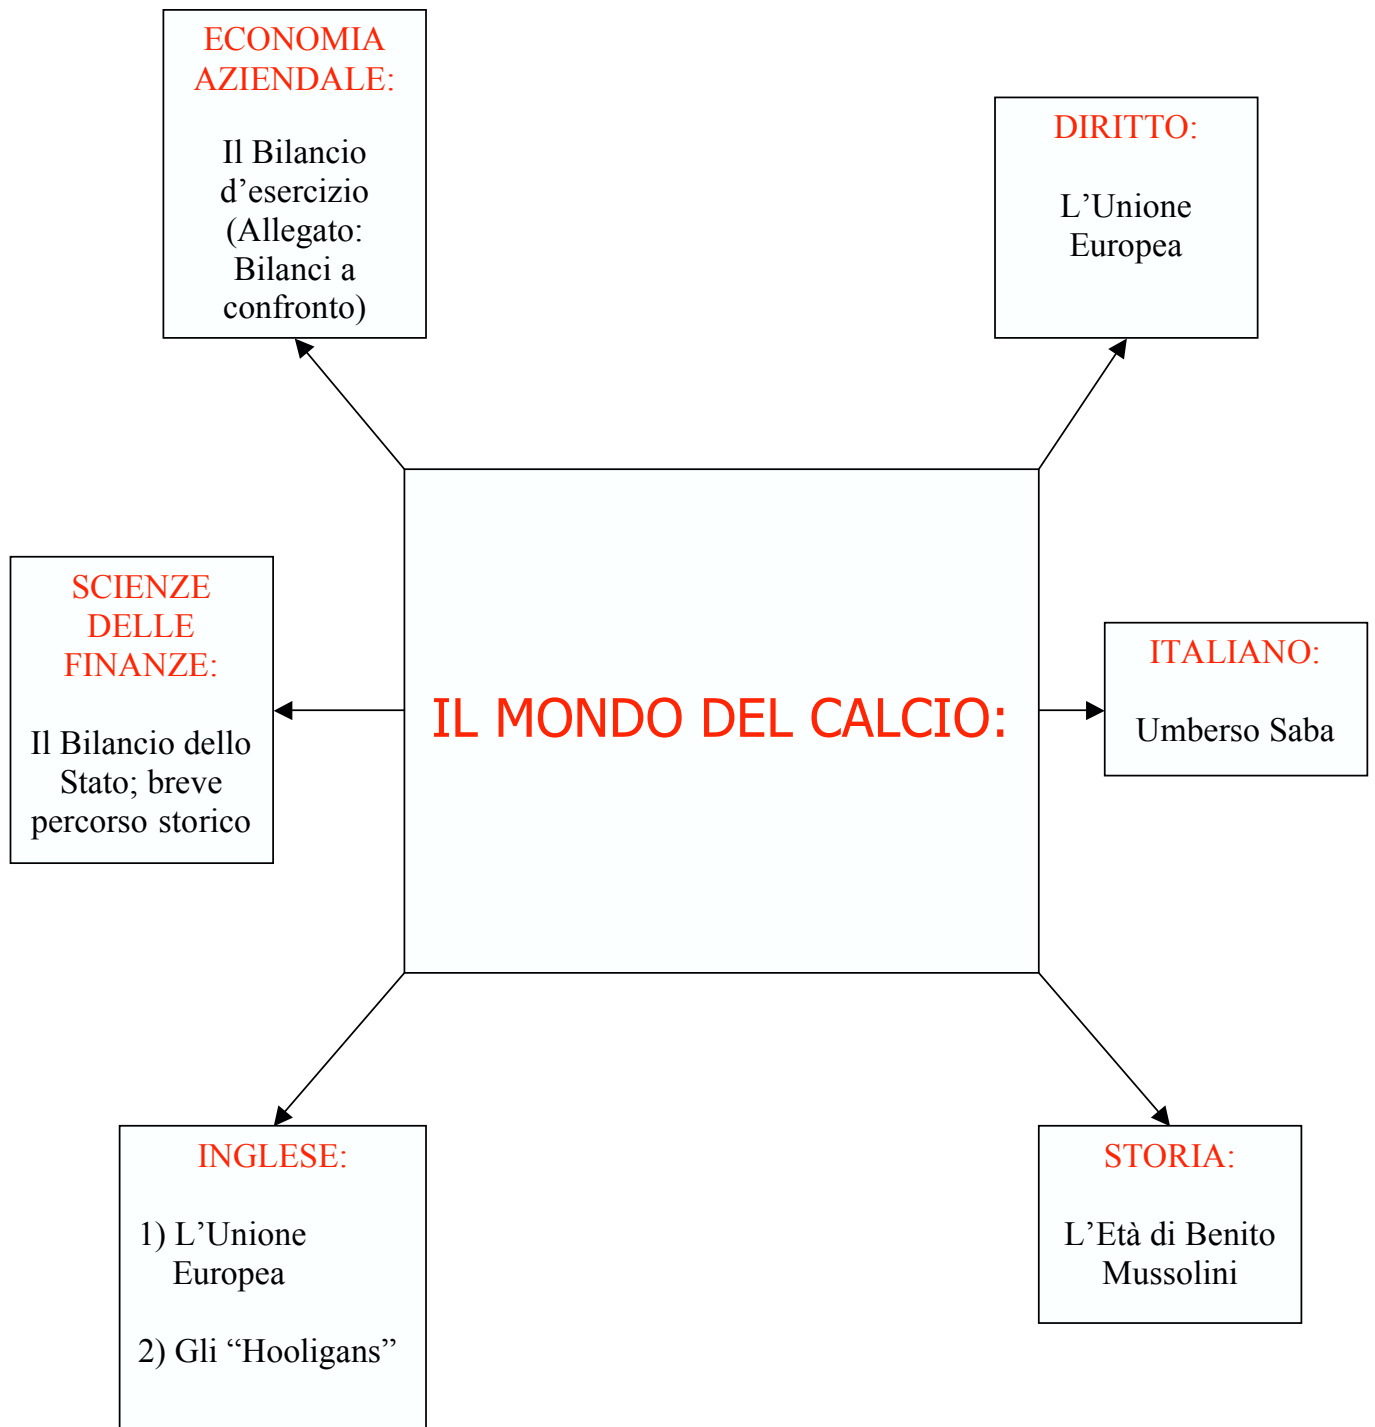 ECONOMIA
AZIENDALE:
Il Bilancio
d’esercizio
(Allegato:
Bilanci a
confronto)
DIRITTO:
L’Unione
Europea
SCIENZE
DELLE
FINANZE:
Il Bilancio dello
Stato; breve
percorso storico
IL MONDO DEL CALCIO:
ITALIANO:
Umberso Saba
INGLESE:
1) L’Unione
Europea
2) Gli “Hooligans”
STORIA:
L’Età di Benito
Mussolini